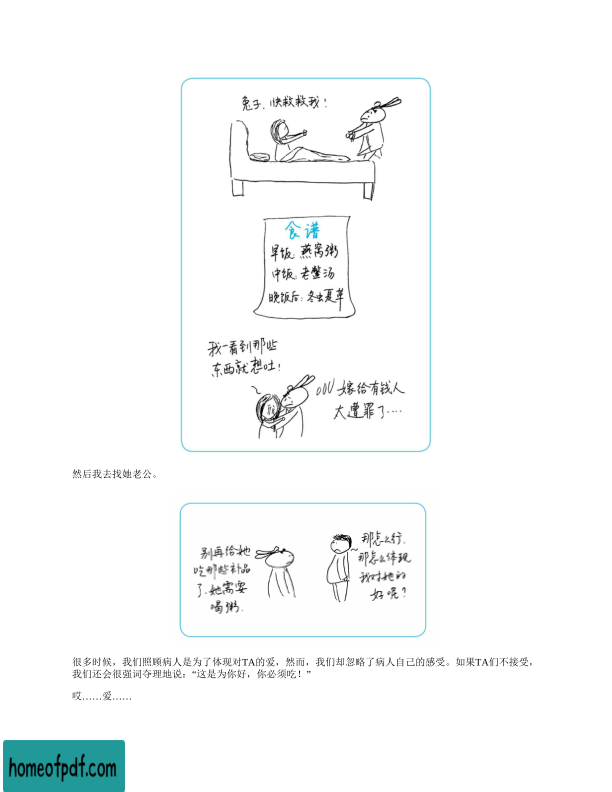 兔子，快救救我！
食谱
早饭：燕窝粥
中饭：老鳖汤
晚饭后：冬虫夏草
我一看到那些
东西就想吐！
嫁给有钱人
大遭罪了····
然后我去找她老公。
别再给她
吃那些补品
了，她需要
喝粥．
那怎么行．
那怎么体现
我对她的
好呢？
很多时候，我们照顾病人是为了体现对TA的爱，然而，我们却忽略了病人自己的感受。如果TA们不接受，
我们还会很强词夺理地说：“这是为你好，你必须吃！”
哎……爱……
homeofpdf.com